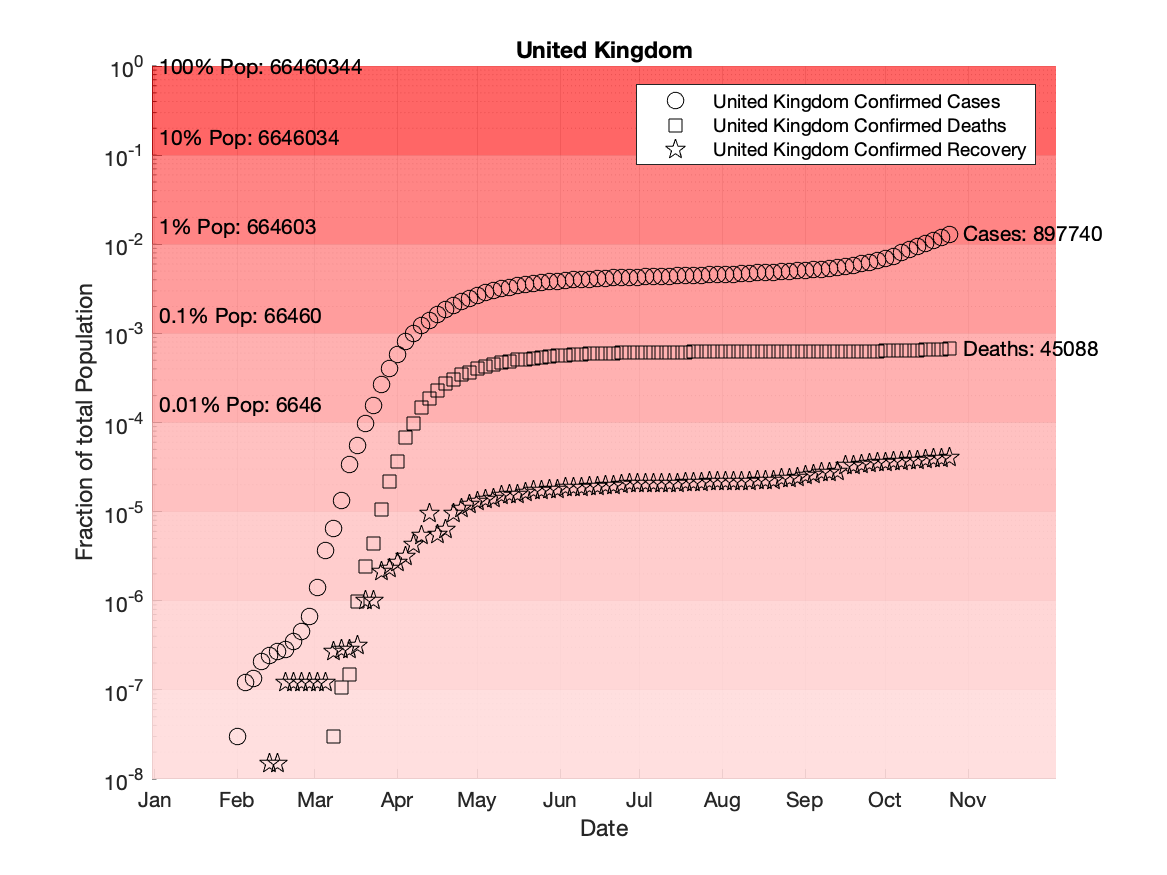 United Kingdom
United Kingdom Confirmed Cases
United Kingdom Confirmed Deaths
United Kingdom Confirmed Recovery
10^0
100% Pop: 66460344
10% Pop: 6646034
10^-1
1% Pop: 664603
10^-2
Cases: 897740
0.1% Pop: 66460
10^-3
Deaths: 45088
0.01% Pop: 6646
10^-4
10^-5
10^-6
10^-7
10^-8
Fraction of total Population
Jan Feb Mar Apr May Jun Jul Aug Sep Oct Nov
Date